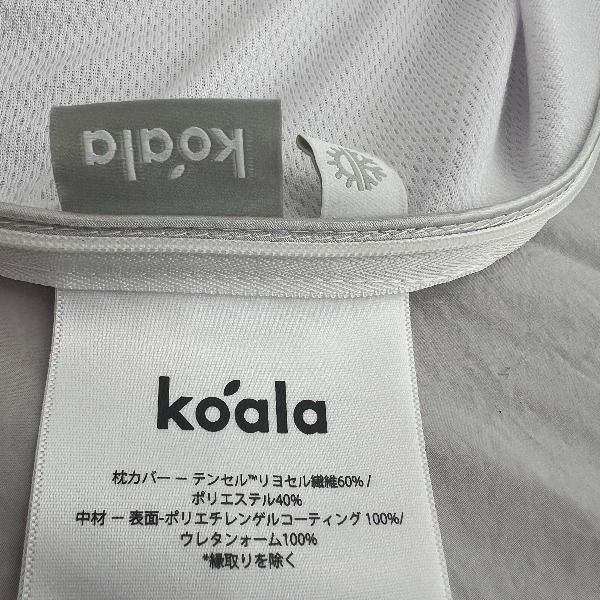 koala
koala
枕カバー － テンセル™リヨセル繊維60% /
ポリエステル40%
中材 － 表面-ポリエチレンゲルコーティング 100%/
ウレタンォーム100%
*縁取りを除く